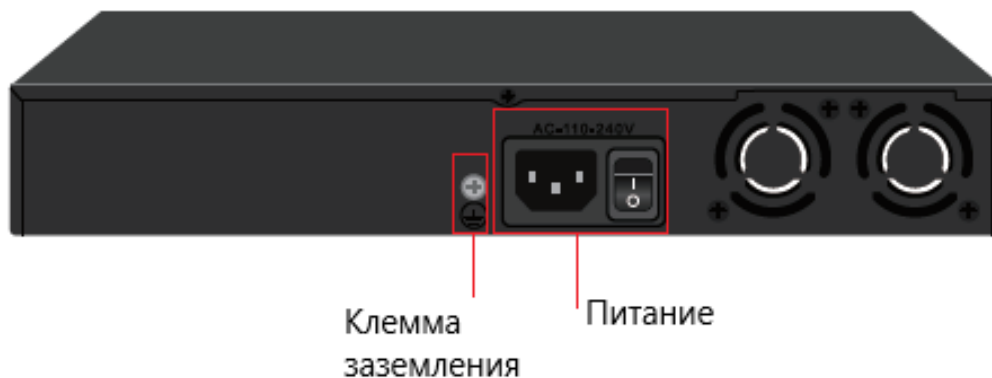 AC-110-240V
I
O
Клемма
заземления
Питание